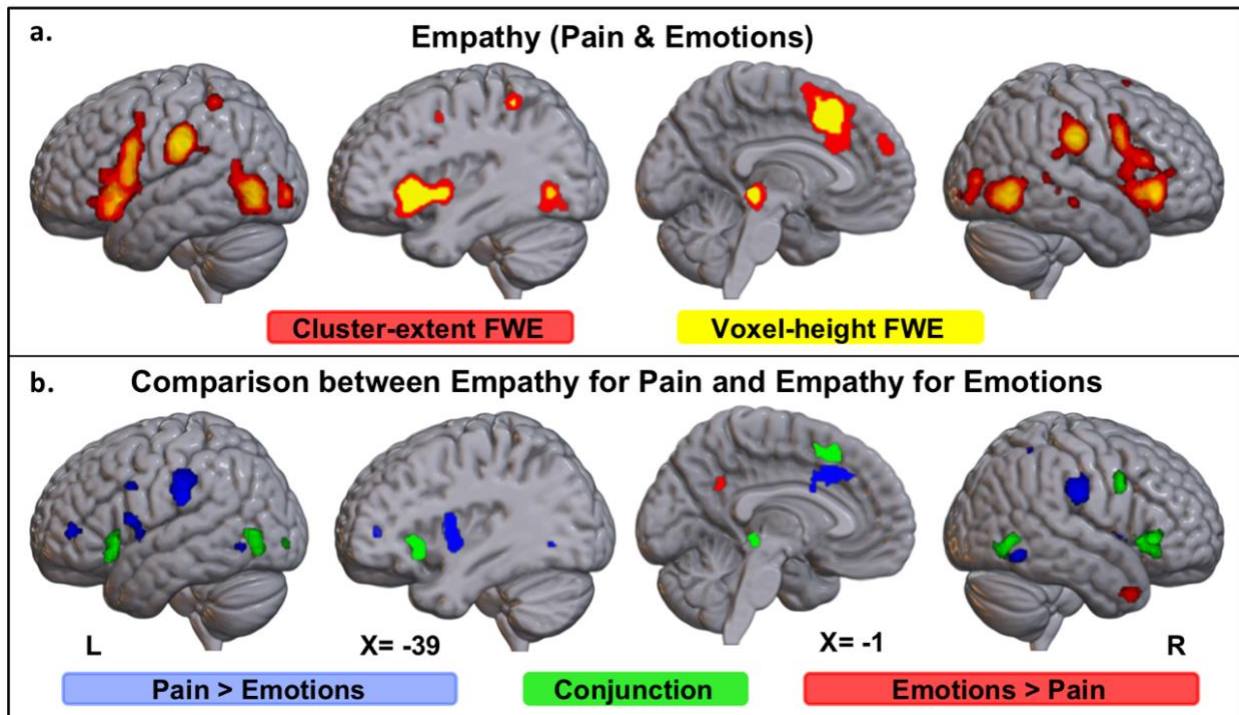 a.
Empathy (Pain & Emotions)
Cluster-extent FWE
Voxel-height FWE
b.
Comparison between Empathy for Pain and Empathy for Emotions
L
X= -39
X= -1
R
Pain > Emotions
Conjunction
Emotions > Pain